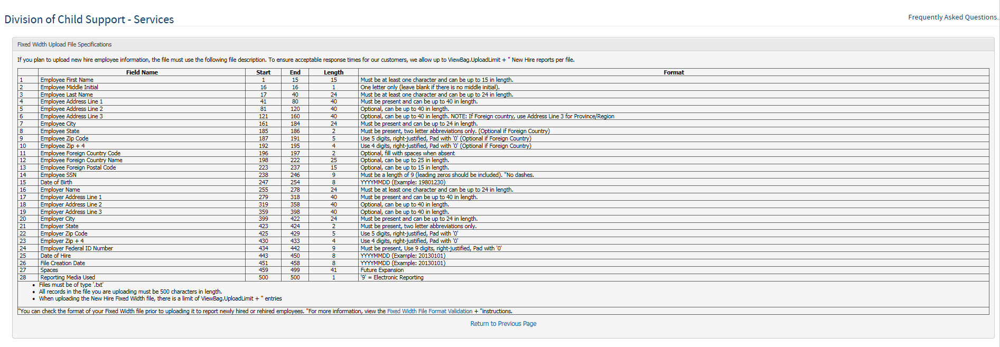 Division of Child Support - Services
Frequently Asked Questions..
Fixed Width Upload File Specifications
If you plan to upload new hire employee information, the file must use the following file description. To ensure acceptable response times for our customers, we allow up to ViewBag.UploadLimit + " New Hire reports per file.
Field Name Start End Length Format
1 Employee First Name 1 15 15 Must be at least one character and can be up to 15 in length.
2 Employee Middle Initial 16 16 1 One letter only (leave blank if there is no middle initial).
3 Employee Last Name 17 40 24 Must be at least one character and can be up to 24 in length.
4 Employee Address Line 1 41 80 40 Must be present and can be up to 40 in length.
5 Employee Address Line 2 81 120 40 Optional, can be up to 40 in length.
6 Employee Address Line 3 121 160 40 Optional, can be up to 40 in length. NOTE: If Foreign country, use Address Line 3 for Province/Region
7 Employee City 161 184 24 Must be present and can be up to 24 in length.
8 Employee State 185 186 2 Must be present, two letter abbreviations only. (Optional if Foreign Country)
9 Employee Zip Code 187 191 5 Use 5 digits, right-justified, Pad with '0' (Optional if Foreign Country)
10 Employee Zip + 4 192 195 4 Use 4 digits, right-justified, Pad with '0' (Optional if Foreign Country)
11 Employee Foreign Country Code 196 197 2 Optional, fill with spaces when absent
12 Employee Foreign Country Name 198 222 25 Optional, can be up to 25 in length.
13 Employee Foreign Postal Code 223 237 15 Optional, can be up to 15 in length.
14 Employee SSN 238 246 9 Must be a length of 9 (leading zeros should be included). "No dashes.
15 Date of Birth 247 254 8 YYYYMMDD (Example: 19801230)
16 Employer Name 255 278 24 Must be at least one character and can be up to 24 in length.
17 Employer Address Line 1 279 318 40 Must be present and can be up to 40 in length.
18 Employer Address Line 2 319 358 40 Optional, can be up to 40 in length.
19 Employer Address Line 3 359 398 40 Optional, can be up to 40 in length.
20 Employer City 399 422 24 Must be present and can be up to 24 in length.
21 Employer State 423 424 2 Must be present, two letter abbreviations only.
22 Employer Zip Code 425 429 5 Use 5 digits, right-justified, Pad with '0'
23 Employer Zip + 4 430 433 4 Use 4 digits, right-justified, Pad with '0'
24 Employer Federal ID Number 434 442 9 Must be present, Use 9 digits, right-justified, Pad with '0'
25 Date of Hire 443 450 8 YYYYMMDD (Example: 20130101)
26 File Creation Date 451 458 8 YYYYMMDD (Example: 20130101)
27 Spaces 459 499 41 Future Expansion
28 Reporting Media Used 500 500 1 '9' = Electronic Reporting
• Files must be of type '.txt'
• All records in the file you are uploading must be 500 characters in length.
• When uploading the New Hire Fixed Width file, there is a limit of ViewBag.UploadLimit + " entries
"You can check the format of your Fixed Width file prior to uploading it to report newly hired or rehired employees. "For more information, view the Fixed Width File Format Validation + "instructions.
Return to Previous Page